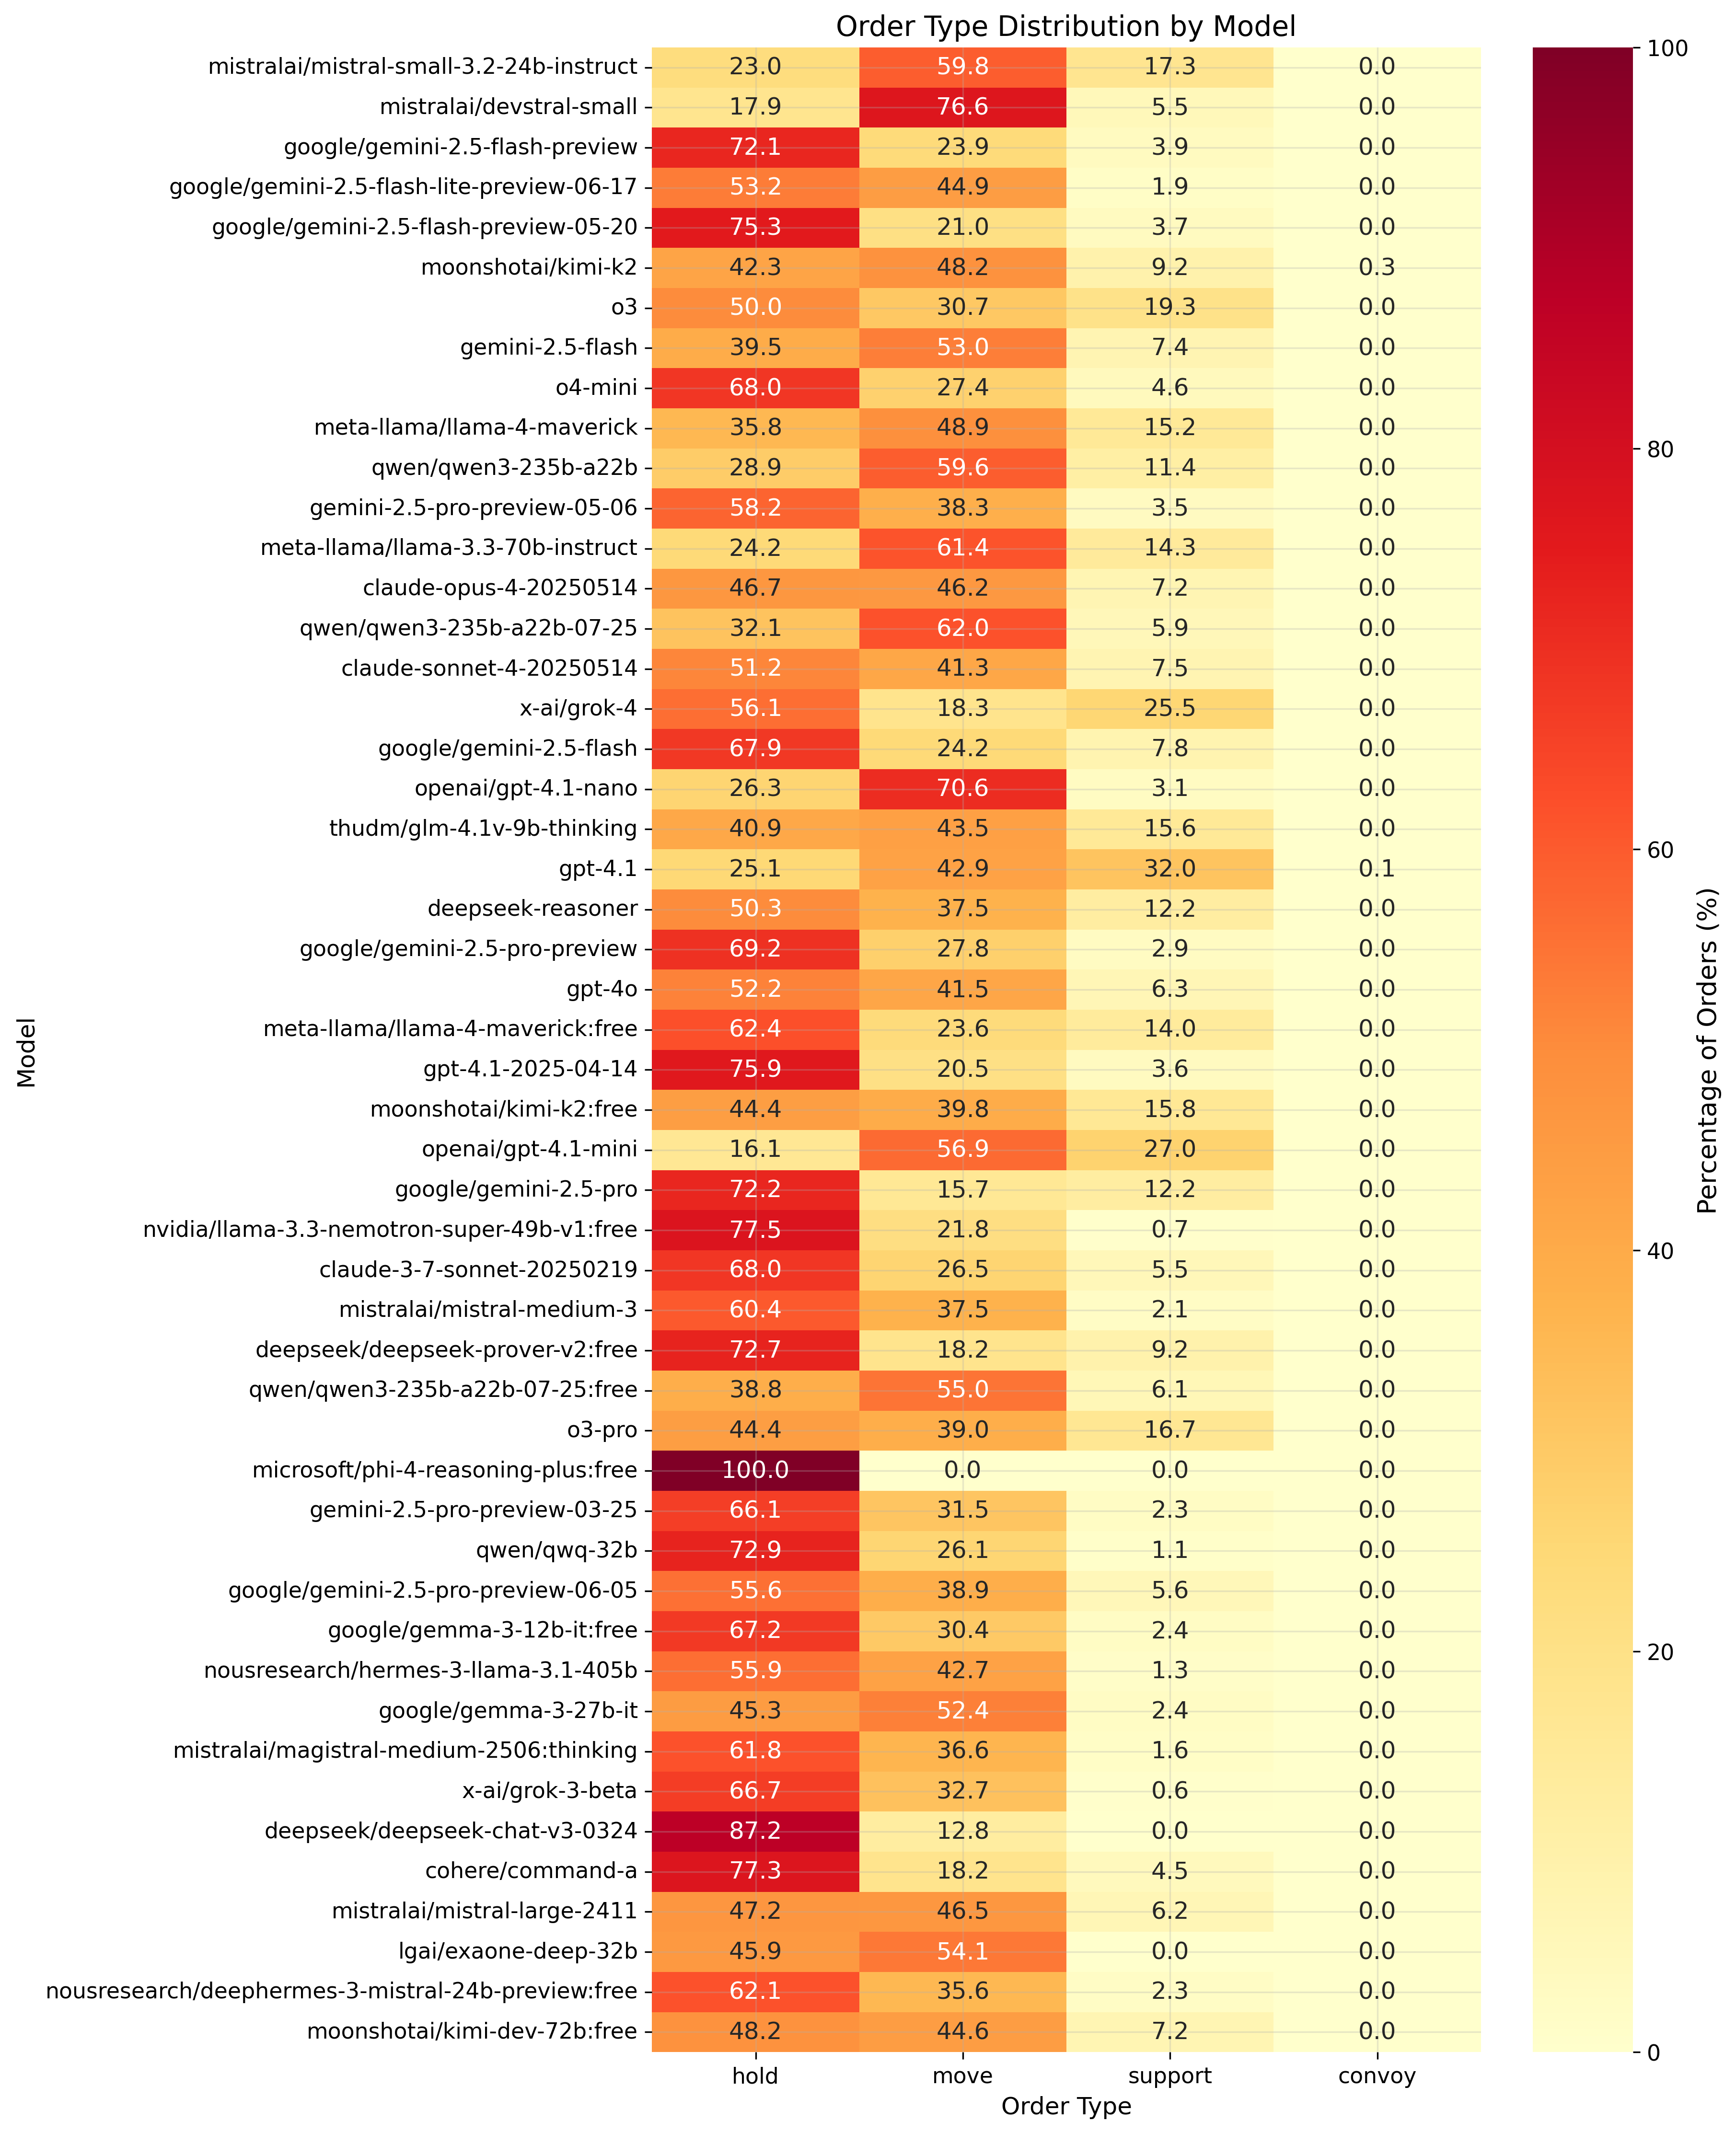 Order Type Distribution by Model
mistralai/mistral-small-3.2-24b-instruct 23.0 59.8 17.3 0.0
mistralai/devstral-small 17.9 76.6 5.5 0.0
google/gemini-2.5-flash-preview 72.1 23.9 3.9 0.0
google/gemini-2.5-flash-lite-preview-06-17 53.2 44.9 1.9 0.0
google/gemini-2.5-flash-preview-05-20 75.3 21.0 3.7 0.0
moonshotai/kimi-k2 42.3 48.2 9.2 0.3
o3 50.0 30.7 19.3 0.0
gemini-2.5-flash 39.5 53.0 7.4 0.0
o4-mini 68.0 27.4 4.6 0.0
meta-llama/llama-4-maverick 35.8 48.9 15.2 0.0
qwen/qwen3-235b-a22b 28.9 59.6 11.4 0.0
gemini-2.5-pro-preview-05-06 58.2 38.3 3.5 0.0
meta-llama/llama-3.3-70b-instruct 24.2 61.4 14.3 0.0
claude-opus-4-20250514 46.7 46.2 7.2 0.0
qwen/qwen3-235b-a22b-07-25 32.1 62.0 5.9 0.0
claude-sonnet-4-20250514 51.2 41.3 7.5 0.0
x-ai/grok-4 56.1 18.3 25.5 0.0
google/gemini-2.5-flash 67.9 24.2 7.8 0.0
openai/gpt-4.1-nano 26.3 70.6 3.1 0.0
thudm/glm-4.1v-9b-thinking 40.9 43.5 15.6 0.0
gpt-4.1 25.1 42.9 32.0 0.1
deepseek-reasoner 50.3 37.5 12.2 0.0
google/gemini-2.5-pro-preview 69.2 27.8 2.9 0.0
gpt-4o 52.2 41.5 6.3 0.0
meta-llama/llama-4-maverick:free 62.4 23.6 14.0 0.0
gpt-4.1-2025-04-14 75.9 20.5 3.6 0.0
moonshotai/kimi-k2:free 44.4 39.8 15.8 0.0
openai/gpt-4.1-mini 16.1 56.9 27.0 0.0
google/gemini-2.5-pro 72.2 15.7 12.2 0.0
nvidia/llama-3.3-nemotron-super-49b-v1:free 77.5 21.8 0.7 0.0
claude-3-7-sonnet-20250219 68.0 26.5 5.5 0.0
mistralai/mistral-medium-3 60.4 37.5 2.1 0.0
deepseek/deepseek-prover-v2:free 72.7 18.2 9.2 0.0
qwen/qwen3-235b-a22b-07-25:free 38.8 55.0 6.1 0.0
o3-pro 44.4 39.0 16.7 0.0
microsoft/phi-4-reasoning-plus:free 100.0 0.0 0.0 0.0
gemini-2.5-pro-preview-03-25 66.1 31.5 2.3 0.0
qwen/qwq-32b 72.9 26.1 1.1 0.0
google/gemini-2.5-pro-preview-06-05 55.6 38.9 5.6 0.0
google/gemma-3-12b-it:free 67.2 30.4 2.4 0.0
nousresearch/hermes-3-llama-3.1-405b 55.9 42.7 1.3 0.0
google/gemma-3-27b-it 45.3 52.4 2.4 0.0
mistralai/magistral-medium-2506:thinking 61.8 36.6 1.6 0.0
x-ai/grok-3-beta 66.7 32.7 0.6 0.0
deepseek/deepseek-chat-v3-0324 87.2 12.8 0.0 0.0
cohere/command-a 77.3 18.2 4.5 0.0
mistralai/mistral-large-2411 47.2 46.5 6.2 0.0
lgai/exaone-deep-32b 45.9 54.1 0.0 0.0
nousresearch/deephermes-3-mistral-24b-preview:free 62.1 35.6 2.3 0.0
moonshotai/kimi-dev-72b:free 48.2 44.6 7.2 0.0
hold move support convoy
Order Type
Model
100
80
60
40
20
0
Percentage of Orders (%)